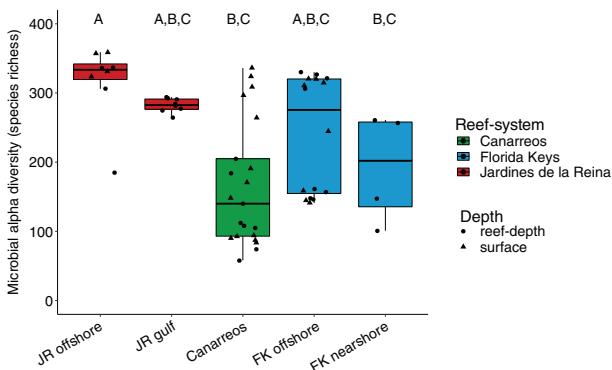 A A,B,C B,C A,B,C B,C
400
300
200
100
0
Microbial alpha diversity (species richess)
JR offshore
JR gulf
Canarreos
FK offshore
FK nearshore
Reef-system
Canarreos
Florida Keys
Jardines de la Reina
Depth
reef-depth
surface